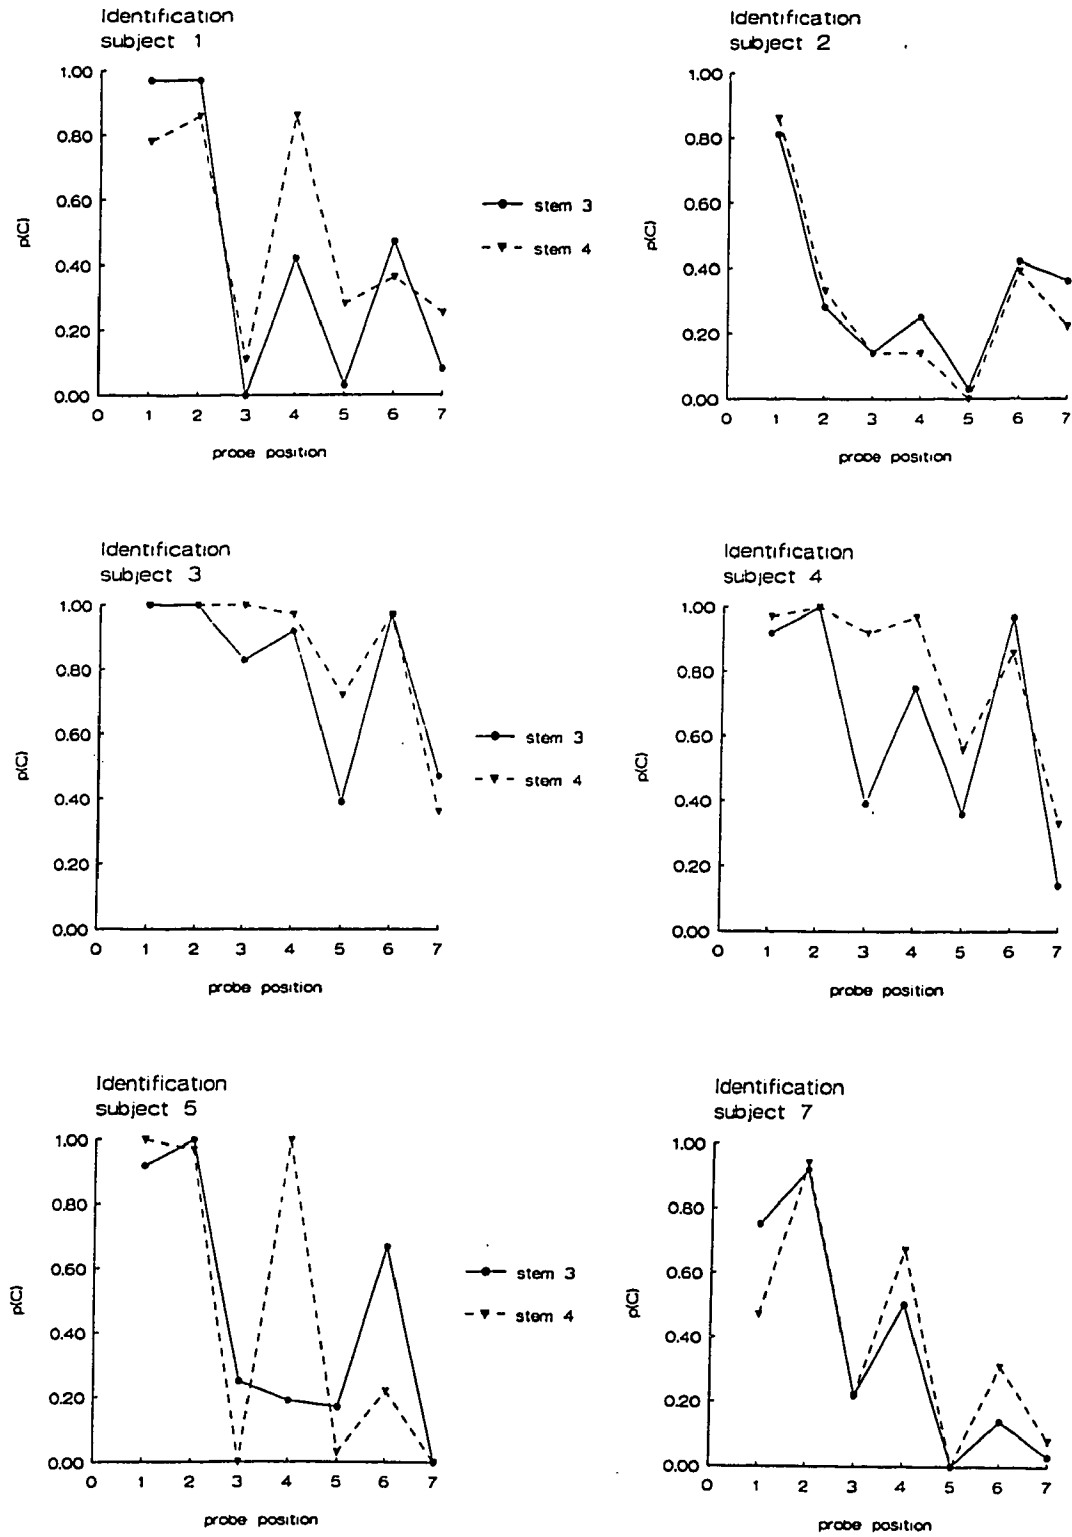 Identification
subject 1
1.00
0.80
0.60
0.40
0.20
0.00
p(C)
0 1 2 3 4 5 6 7
probe position
stem 3
stem 4
Identification
subject 2
1.00
0.80
0.60
0.40
0.20
0.00
p(C)
0 1 2 3 4 5 6 7
probe position
Identification
subject 3
1.00
0.80
0.60
0.40
0.20
0.00
p(C)
0 1 2 3 4 5 6 7
probe position
stem 3
stem 4
Identification
subject 4
1.00
0.80
0.60
0.40
0.20
0.00
p(C)
0 1 2 3 4 5 6 7
probe position
Identification
subject 5
1.00
0.80
0.60
0.40
0.20
0.00
p(C)
0 1 2 3 4 5 6 7
probe position
stem 3
stem 4
Identification
subject 7
1.00
0.80
0.60
0.40
0.20
0.00
p(C)
0 1 2 3 4 5 6 7
probe position